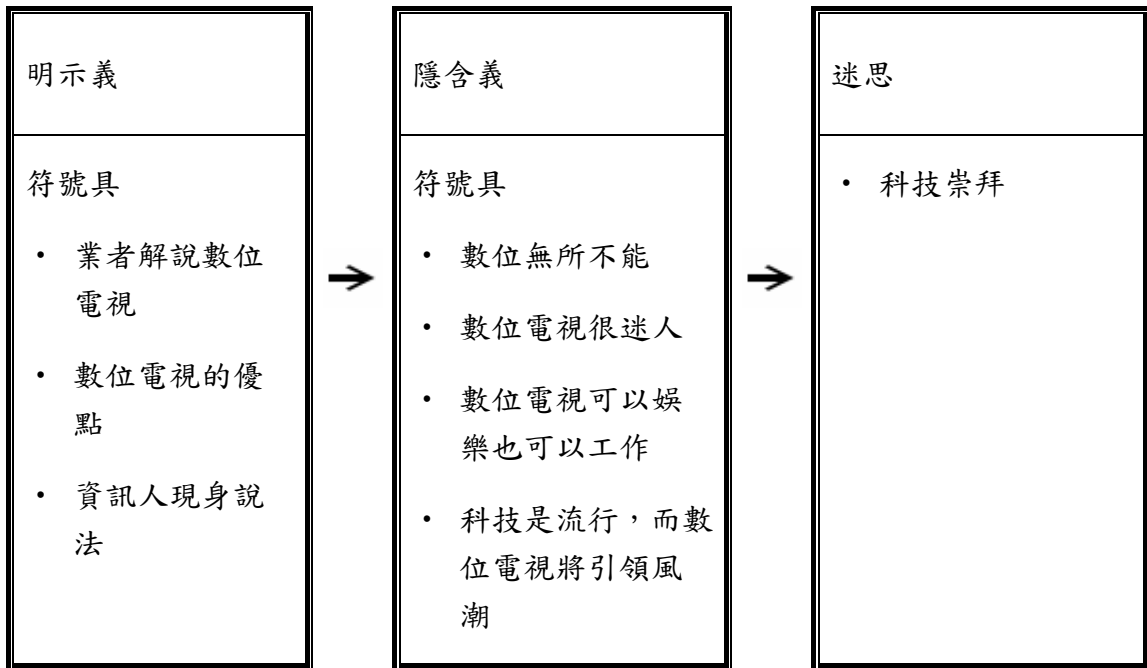 明示義
符號具
・ 業者解說數位
電視
・ 數位電視的優
點
・ 資訊人現身說
法
隱含義
符號具
・ 數位無所不能
・ 數位電視很迷人
・ 數位電視可以娛
樂也可以工作
・ 科技是流行，而數
位電視將引領風
潮
迷思
・ 科技崇拜